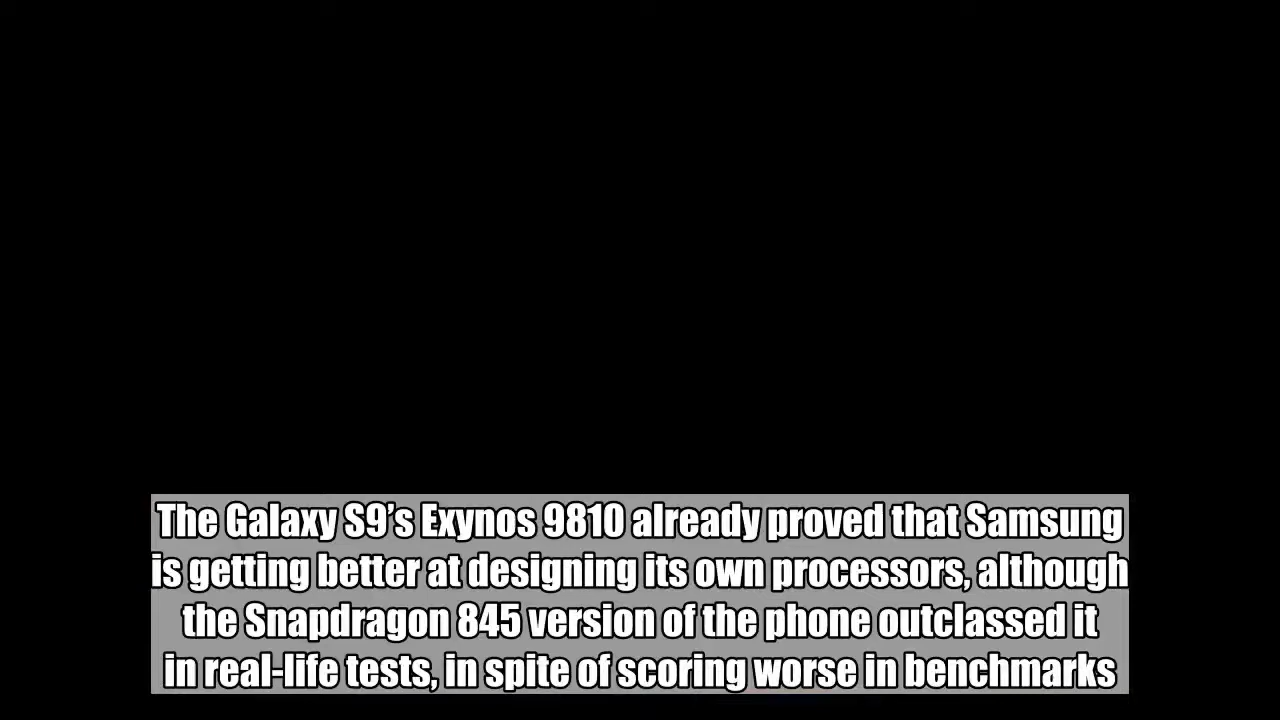 The Galaxy S9’s Exynos 9810 already proved that Samsung
is getting better at designing its own processors, although
the Snapdragon 845 version of the phone outclassed it
in real-life tests, in spite of scoring worse in benchmarks